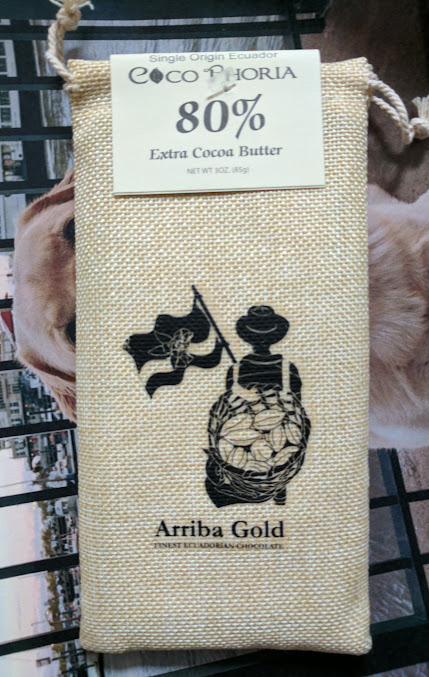 Single Origin Ecuador
COCO PHORIA
80%
Extra Cocoa Butter
NET WT 3OZ. (85g)
Arriba Gold
FINEST ECUADORIAN CHOCOLATE